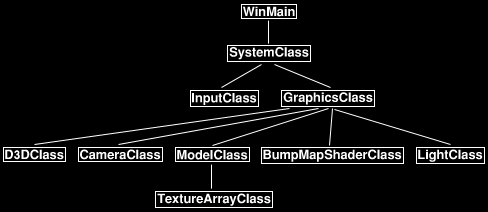 WinMain
SystemClass
InputClass
GraphicsClass
D3DClass
CameraClass
ModelClass
BumpMapShaderClass
LightClass
TextureArrayClass